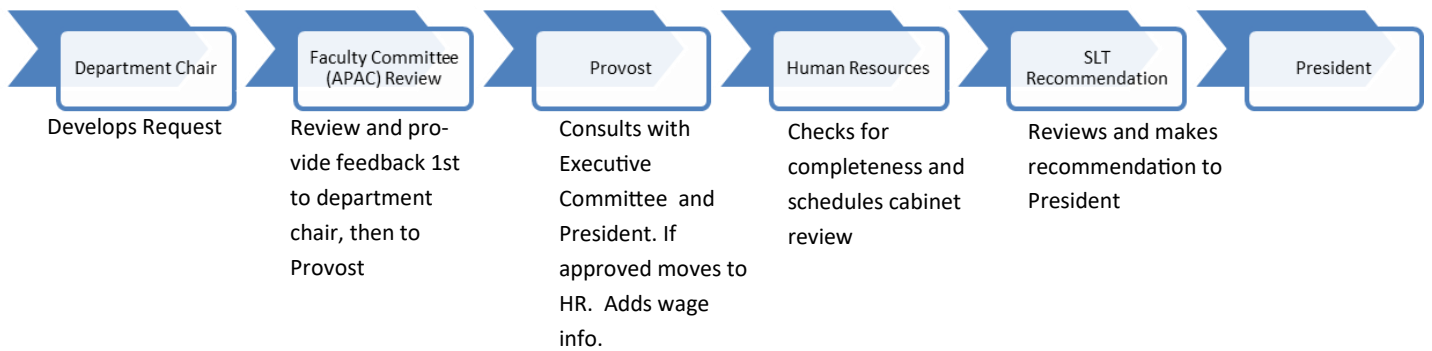 Department Chair
Develops Request
Faculty Committee
(APAC) Review
Review and pro-
vide feedback 1st
to department
chair, then to
Provost
Provost
Consults with
Executive
Committee and
President. If
approved moves to
HR. Adds wage
info.
Human Resources
Checks for
completeness and
schedules cabinet
review
SLT
Recommendation
Reviews and makes
recommendation to
President
President